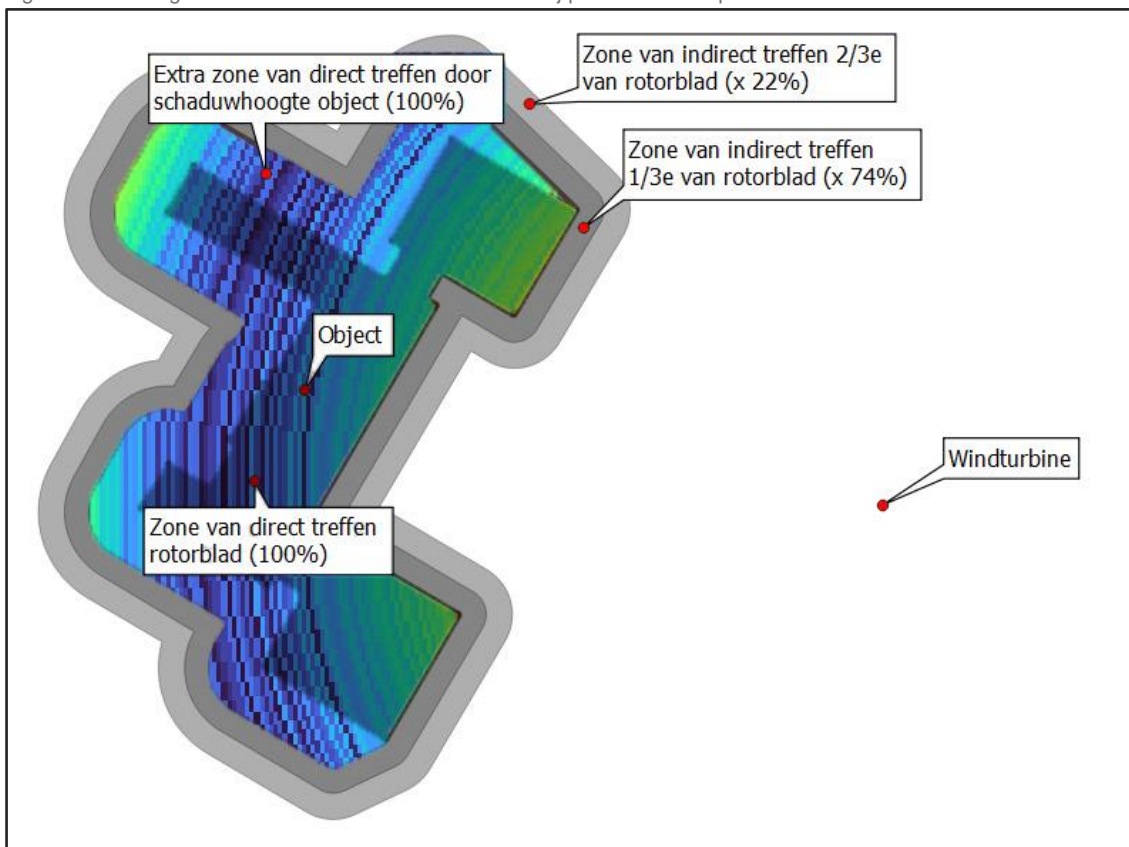 Zone van indirect treffen 2/3e
van rotorblad (x 22%)
Extra zone van direct treffen door
schaduwhoogte object (100%)
Zone van indirect treffen
1/3e van rotorblad (x 74%)
Object
Windturbine
Zone van direct treffen
rotorblad (100%)